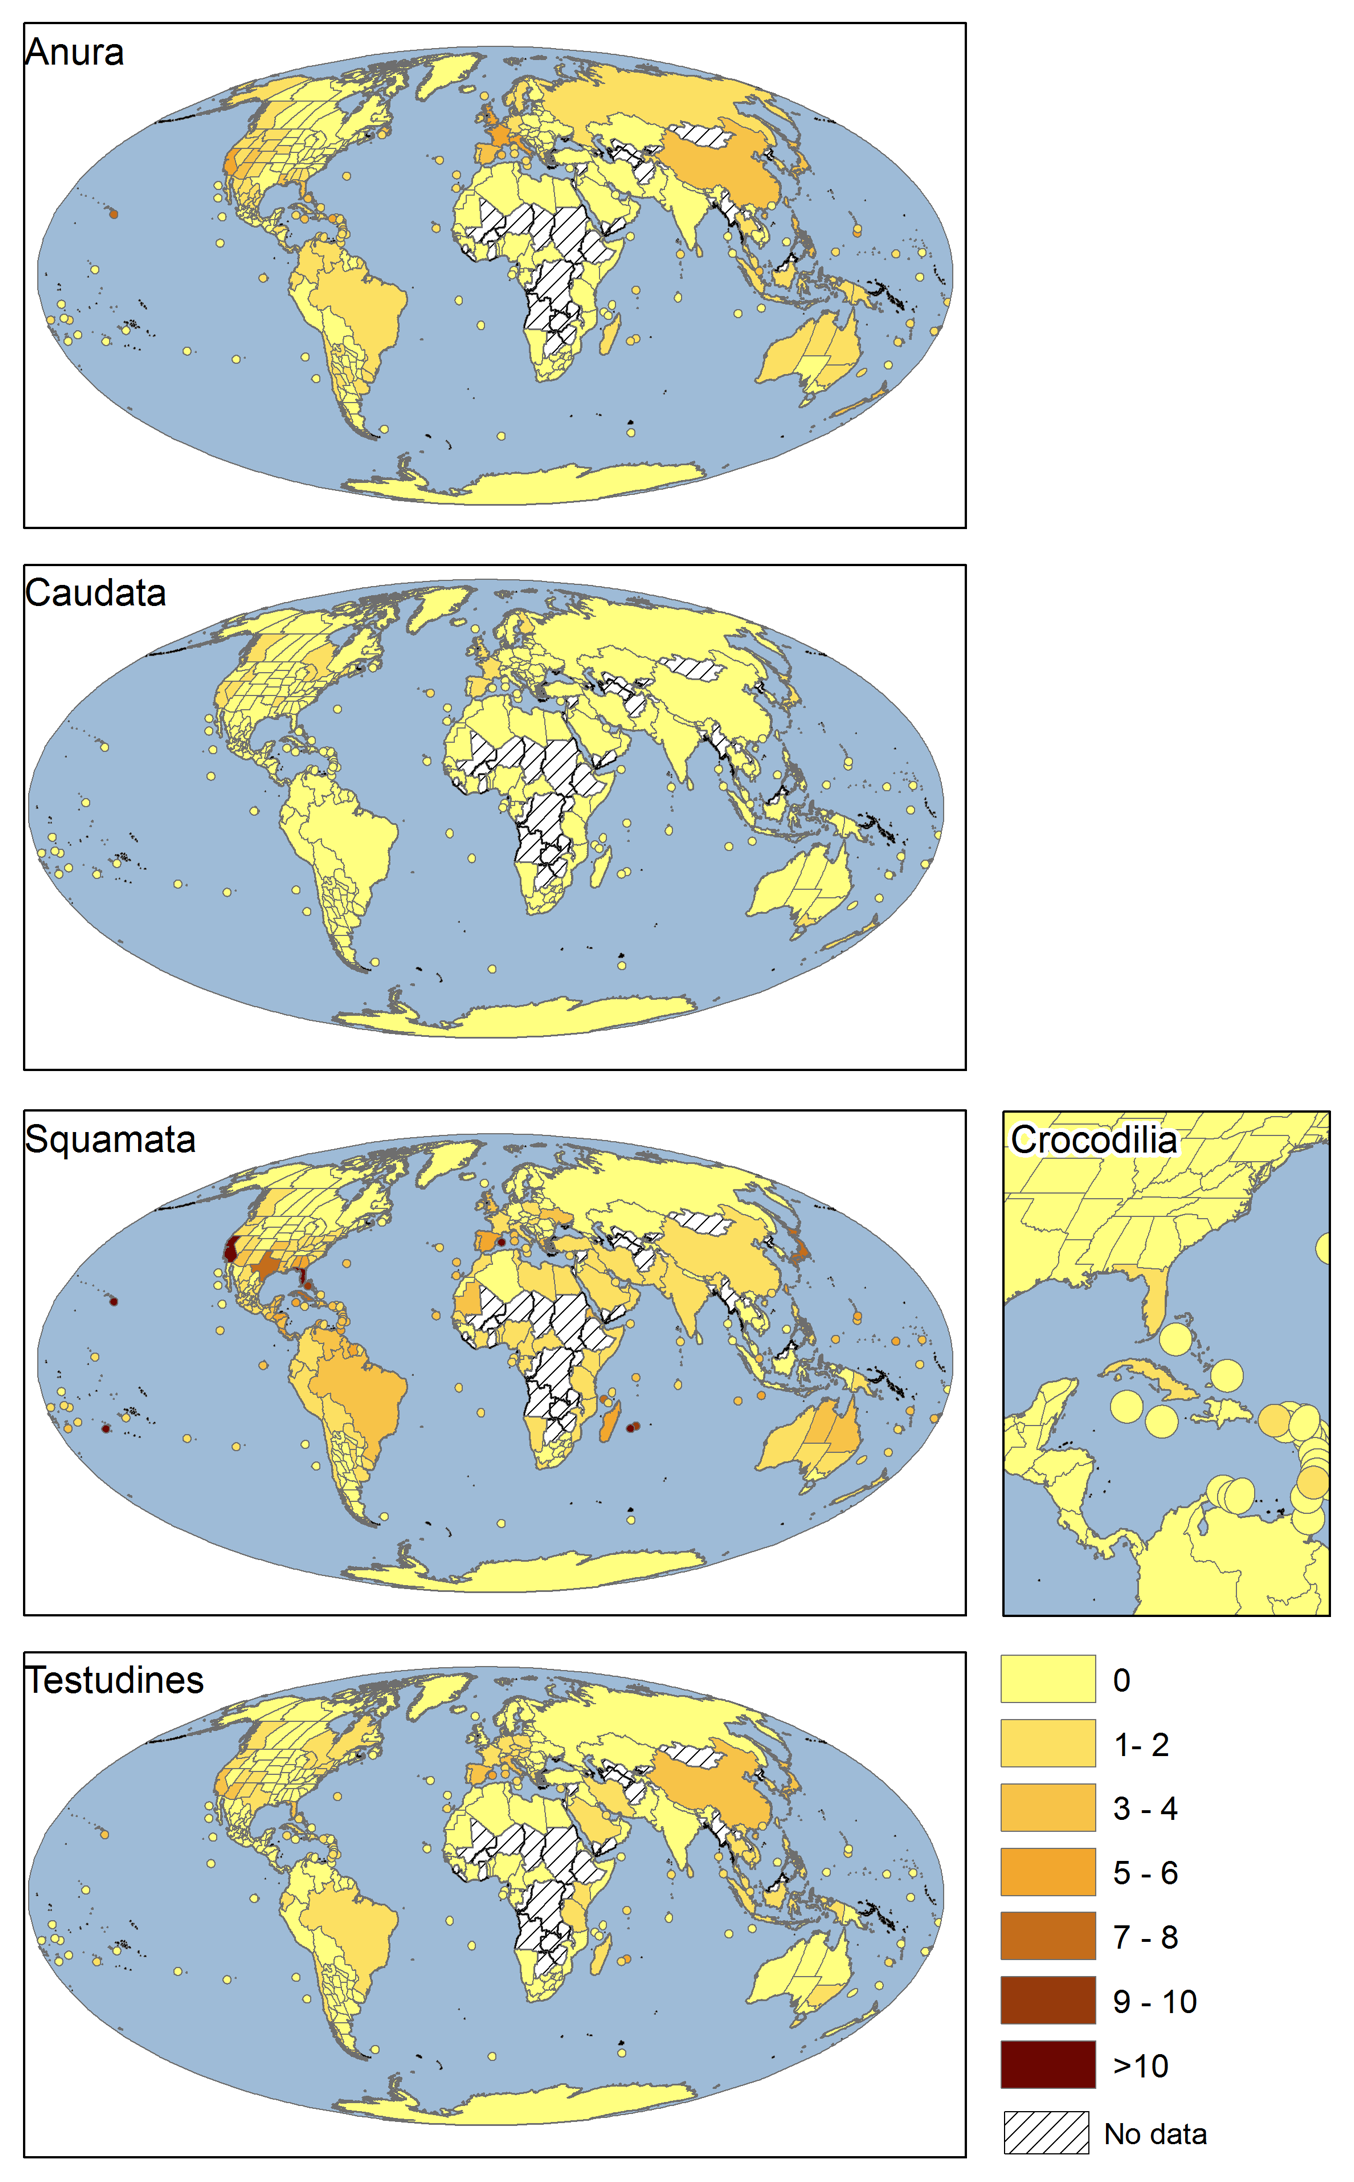 Anura
Caudata
Squamata
Crocodilia
Testudines
0
1- 2
3 - 4
5 - 6
7 - 8
9 - 10
>10
No data